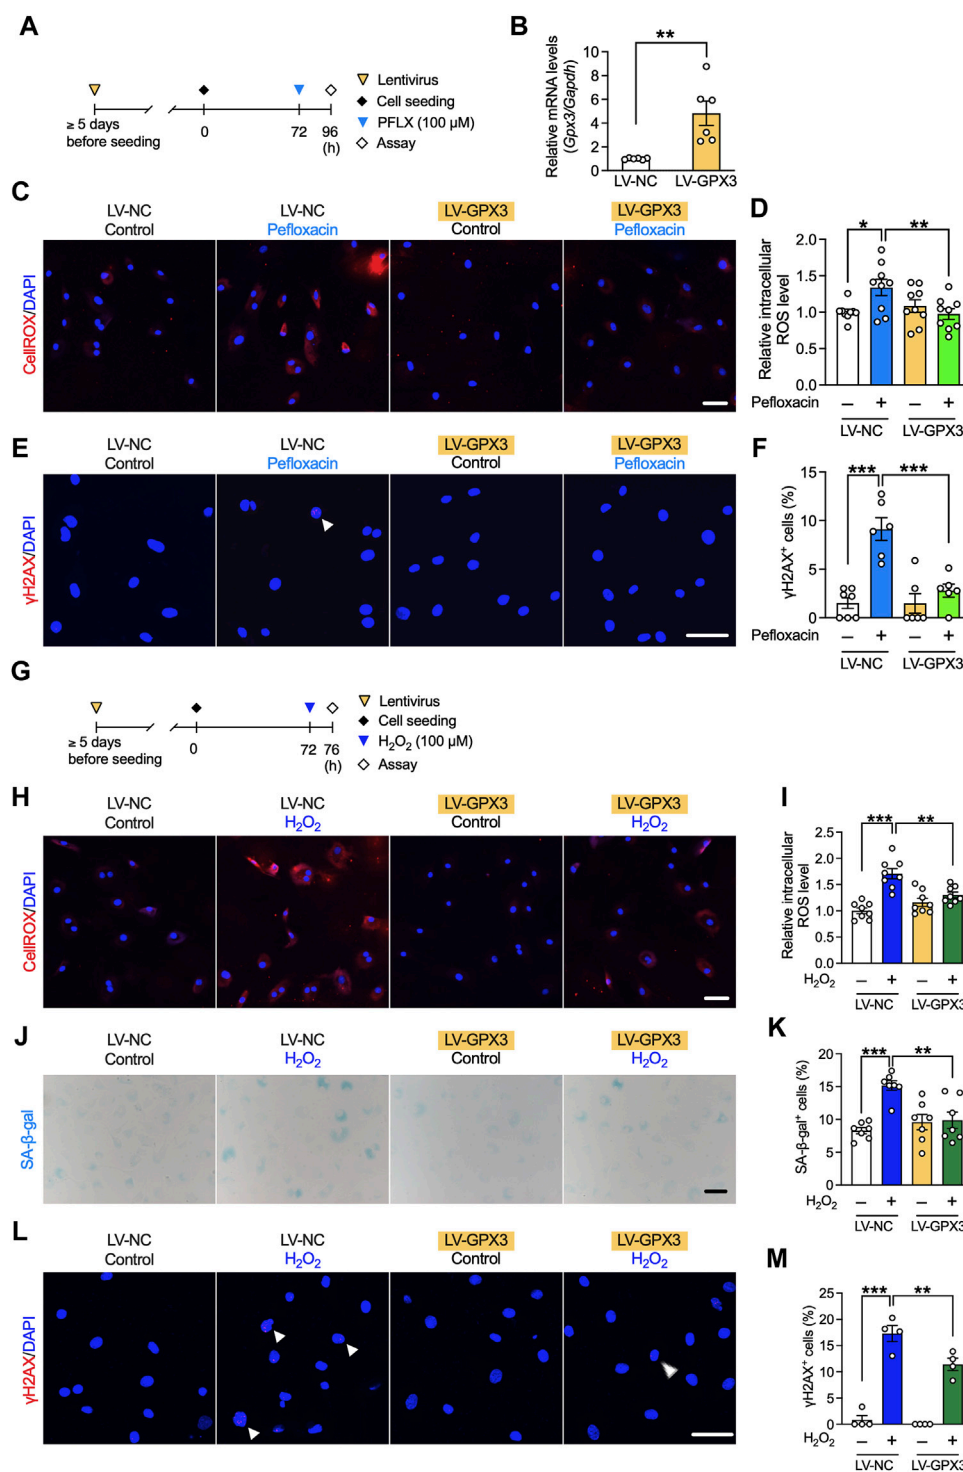 A
≥ 5 days
before seeding
0
72
96
(h)
Lentivirus
Cell seeding
PFLX (100 μM)
Assay
B
Relative mRNA levels
(Gpx3/Gapdh)
10
8
6
4
2
0
**
LV-NC
LV-GPX3
C
LV-NC
Control
LV-NC
Pefloxacin
LV-GPX3
Control
LV-GPX3
Pefloxacin
CellROX/DAPI
D
Relative intracellular
ROS level
2.0
1.5
1.0
0.5
0.0
*
**
Pefloxacin
– + – +
LV-NC
LV-GPX3
E
LV-NC
Control
LV-NC
Pefloxacin
LV-GPX3
Control
LV-GPX3
Pefloxacin
γH2AX/DAPI
F
γH2AX⁺ cells (%)
15
10
5
0
***
***
Pefloxacin
– + – +
LV-NC
LV-GPX3
G
≥ 5 days
before seeding
0
72
76
(h)
Lentivirus
Cell seeding
H₂O₂ (100 μM)
Assay
H
LV-NC
Control
LV-NC
H₂O₂
LV-GPX3
Control
LV-GPX3
H₂O₂
CellROX/DAPI
I
Relative intracellular
ROS level
2.5
2.0
1.5
1.0
0.5
0.0
***
**
H₂O₂
– + – +
LV-NC
LV-GPX3
J
LV-NC
Control
LV-NC
H₂O₂
LV-GPX3
Control
LV-GPX3
H₂O₂
SA-β-gal
K
SA-β-gal⁺ cells (%)
20
15
10
5
0
***
**
H₂O₂
– + – +
LV-NC
LV-GPX3
L
LV-NC
Control
LV-NC
H₂O₂
LV-GPX3
Control
LV-GPX3
H₂O₂
γH2AX/DAPI
M
γH2AX⁺ cells (%)
25
20
15
10
5
0
***
**
H₂O₂
– + – +
LV-NC
LV-GPX3